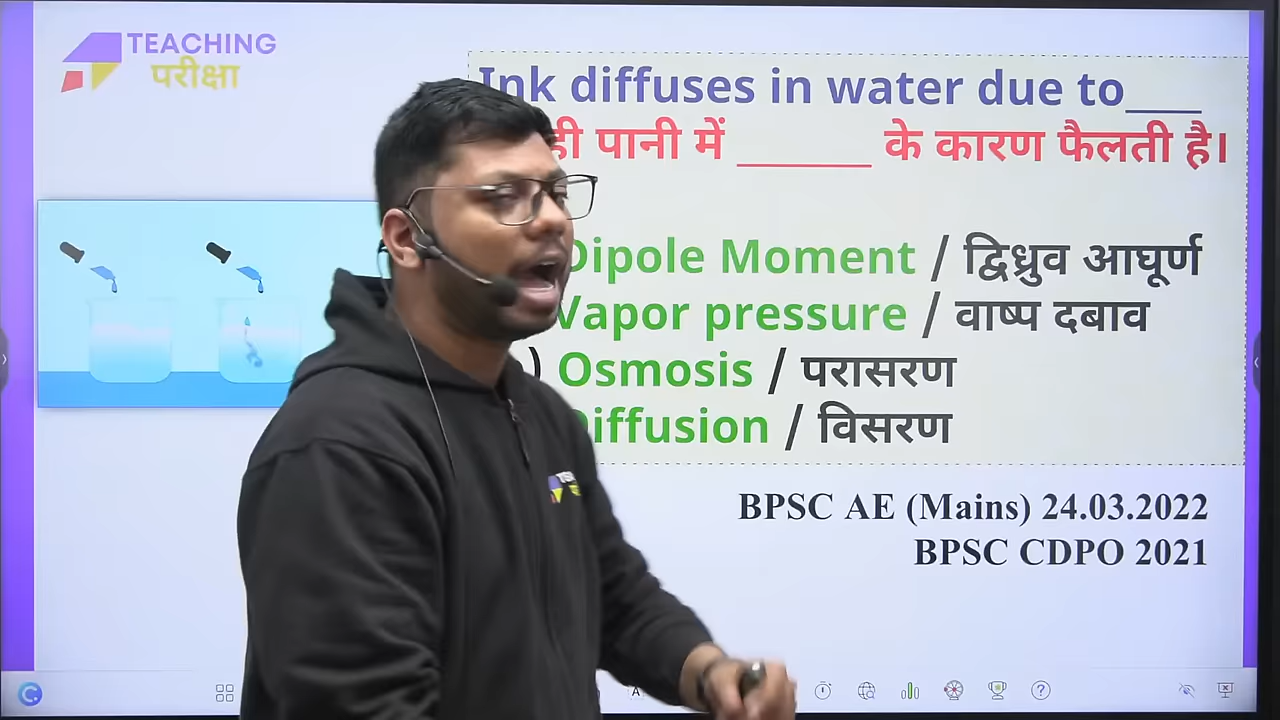 TEACHING
परीक्षा
Ink diffuses in water due to____
ही पानी में ______ के कारण फैलती है।
Dipole Moment / द्विध्रुव आघूर्ण
Vapor pressure / वाष्प दबाव
) Osmosis / परासरण
Diffusion / विसरण
BPSC AE (Mains) 24.03.2022
BPSC CDPO 2021